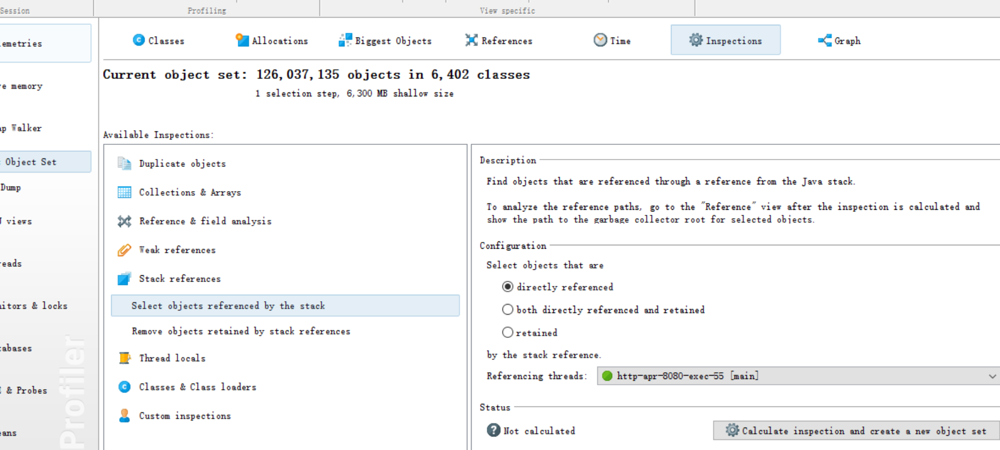 Session
Profiling
View specific
Classes
Allocations
Biggest Objects
References
Time
Inspections
Graph
Current object set: 126,037,135 objects in 6,402 classes
1 selection step, 6,300 MB shallow size
emetries
e memory
p Walker
Object Set
Dump
views
eads
itors & locks
abases
& Probes
eans
Profiler
Available Inspections:
Duplicate objects
Collections & Arrays
Reference & field analysis
Weak references
Stack references
Select objects referenced by the stack
Remove objects retained by stack references
Thread locals
Classes & Class loaders
Custom inspections
Description
Find objects that are referenced through a reference from the Java stack.
To analyze the reference paths, go to the "Reference" view after the inspection is calculated and
show the path to the garbage collector root for selected objects.
Configuration
Select objects that are
directly referenced
both directly referenced and retained
retained
by the stack reference.
Referencing threads: http-apr-8080-exec-55 [main]
Status
Not calculated
Calculate inspection and create a new object set